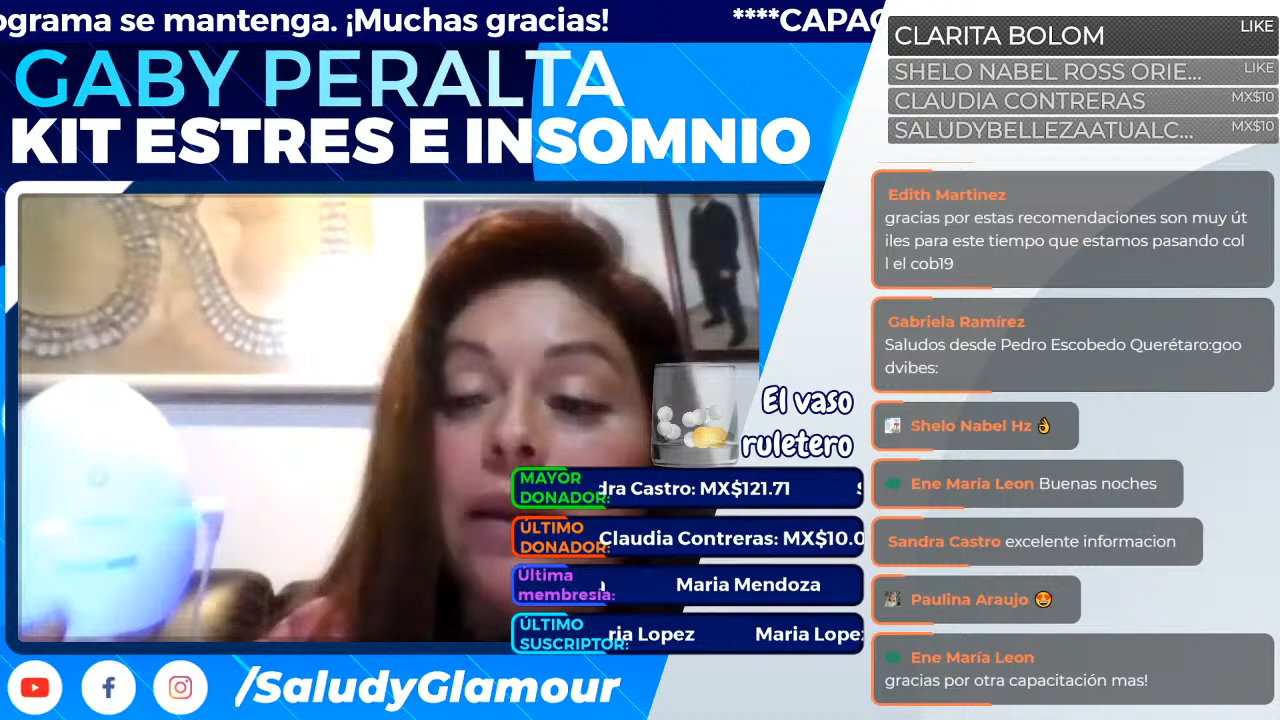 ograma se mantenga. ¡Muchas gracias! ****CAPAC
GABY PERALTA
KIT ESTRES E INSOMNIO
El vaso
ruletero
MAYOR
DONADOR:
dra Castro: MX$121.71
ÚLTIMO
DONADOR:
Claudia Contreras: MX$10.0
Última
membresía:
Maria Mendoza
ÚLTIMO
SUSCRIPTOR:
ria Lopez Maria Lopez
/SaludyGlamour
CLARITA BOLOM LIKE
SHELO NABEL ROSS ORIE... LIKE
CLAUDIA CONTRERAS MX$10
SALUDYBELLEZAATUALC... MX$10
Edith Martinez
gracias por estas recomendaciones son muy út
iles para este tiempo que estamos pasando col
l el cob19
Gabriela Ramírez
Saludos desde Pedro Escobedo Querétaro:goo
dvibes:
Shelo Nabel Hz 👌
Ene María Leon Buenas noches
Sandra Castro excelente informacion
Paulina Araujo 🤩
Ene María Leon
gracias por otra capacitación mas!